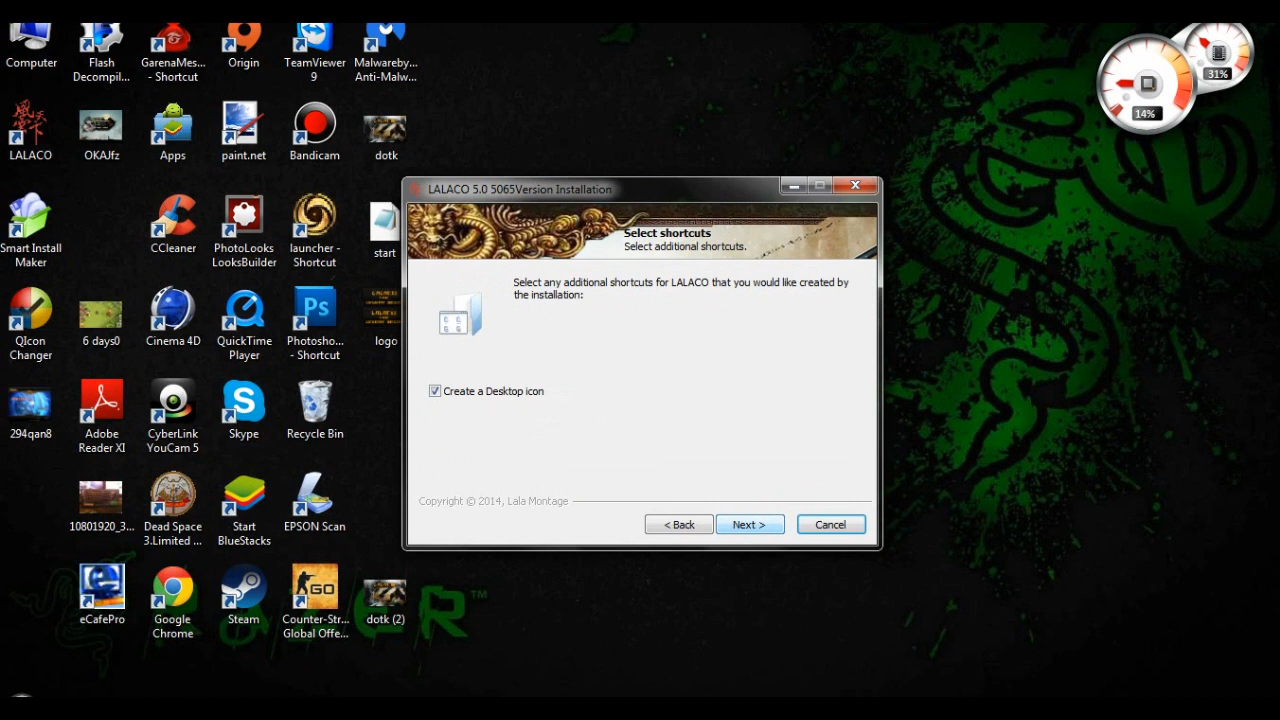 Computer
Flash
Decompil...
GarenaMes...
- Shortcut
Origin
TeamViewer
9
Malwareby...
Anti-Malw...
31%
14%
LALACO
OKAJfz
Apps
paint.net
Bandicam
dotk
Smart Install
Maker
CCleaner
PhotoLooks
LooksBuilder
launcher -
Shortcut
start
QIcon
Changer
6 days0
Cinema 4D
QuickTime
Player
Ps
Photosho...
- Shortcut
logo
294qan8
Adobe
Reader XI
CyberLink
YouCam 5
Skype
Recycle Bin
10801920_3...
Dead Space
3.Limited ...
Start
BlueStacks
EPSON Scan
eCafePro
Google
Chrome
Steam
GO
Counter-Str...
Global Offe...
dotk (2)
LALACO 5.0 5065Version Installation
Select shortcuts
Select additional shortcuts.
Select any additional shortcuts for LALACO that you would like created by
the installation:
Create a Desktop icon
Copyright © 2014, Lala Montage
< Back
Next >
Cancel